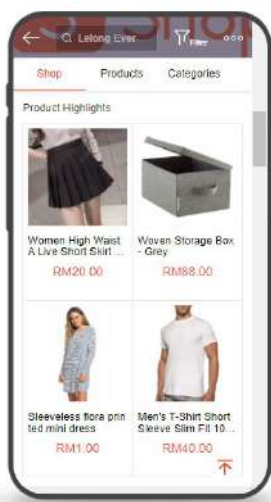 Shop
Lelong Ever
Filter
Shop Products Categories
Product Highlights
Women High Waist
A Live Short Skirt ...
RM20.00
Woven Storage Box
- Grey
RM88.00
Sleeveless flora prin
ted mini dress
RM1.00
Men's T-Shirt Short
Sleeve Slim Fit 10...
RM40.00